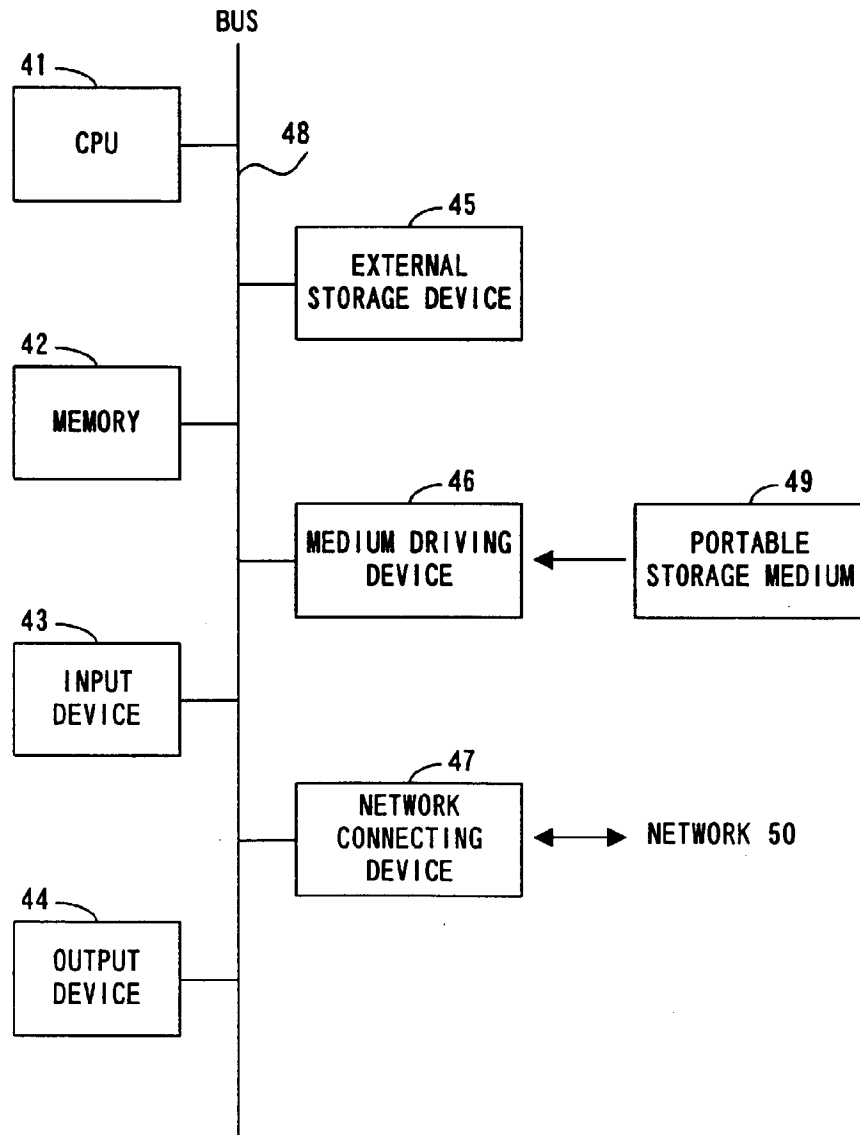 BUS
41
CPU
48
45
EXTERNAL
STORAGE DEVICE
42
MEMORY
46
MEDIUM DRIVING
DEVICE
49
PORTABLE
STORAGE MEDIUM
43
INPUT
DEVICE
47
NETWORK
CONNECTING
DEVICE
NETWORK 50
44
OUTPUT
DEVICE